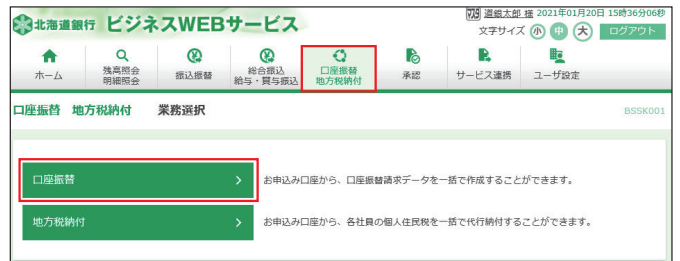 北海道銀行 ビジネスWEBサービス
道銀太郎 様 2021年01月20日 15時36分06秒
文字サイズ 小 中 大 ログアウト
ホーム
残高照会
明細照会
振込振替
総合振込
給与・賞与振込
口座振替
地方税納付
承認
サービス連携
ユーザ設定
口座振替 地方税納付 業務選択 BSSK001
口座振替 お申込み口座から、口座振替請求データを一括で作成することができます。
地方税納付 お申込み口座から、各社員の個人住民税を一括で代行納付することができます。